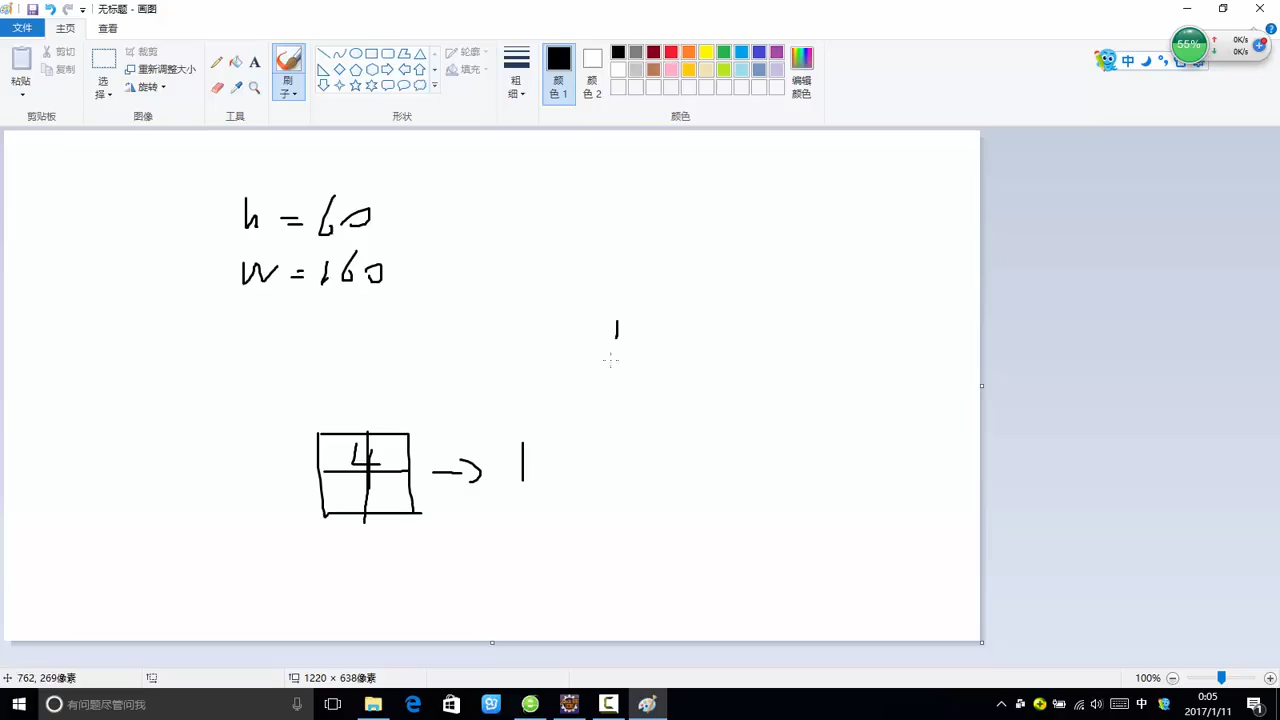 无标题 - 画图
文件 主页 查看
粘贴
剪切
复制
剪贴板
选择
裁剪
重新调整大小
旋转
图像
A
工具
刷子
轮廓
填充
形状
粗细
颜色 1
颜色 2
编辑颜色
颜色
中
55%
0K/s
0K/s
h = 60
W = 160
1
4 → 1
762, 269像素
1220 × 638像素
100%
有问题尽管问我
中
0:05
2017/1/11